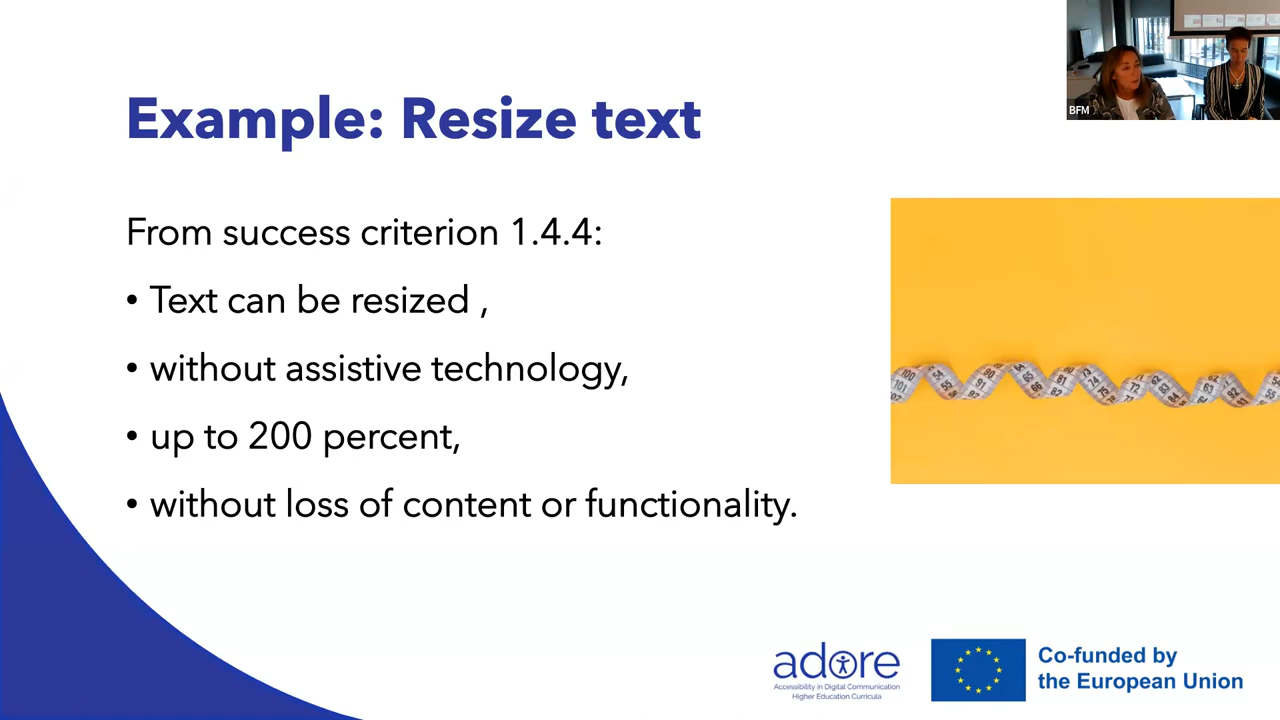 BFM
Example: Resize text
From success criterion 1.4.4:
• Text can be resized ,
• without assistive technology,
• up to 200 percent,
• without loss of content or functionality.
adore
Accessibility in Digital Communication
Higher Education Curricula
Co-funded by
the European Union